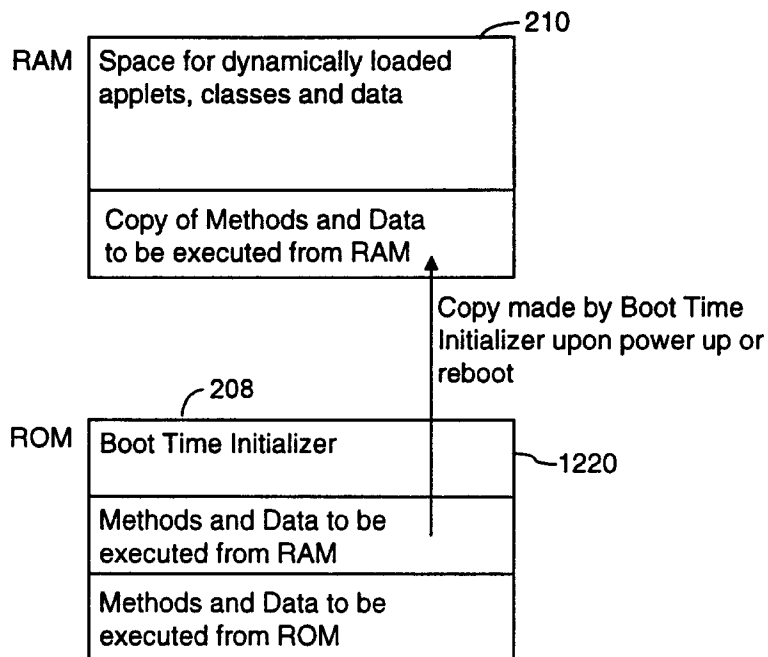 210
RAM
Space for dynamically loaded
applets, classes and data
Copy of Methods and Data
to be executed from RAM
Copy made by Boot Time
Initializer upon power up or
reboot
208
ROM
Boot Time Initializer
1220
Methods and Data to be
executed from RAM
Methods and Data to be
executed from ROM